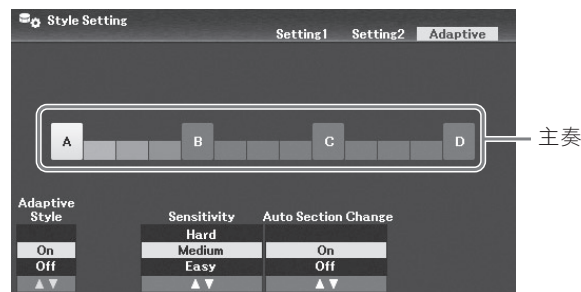 Style Setting
Setting1 Setting2 Adaptive
A B C D
主奏
Adaptive
Style Sensitivity Auto Section Change
Hard
On Medium On
Off Easy Off
▲▼ ▲▼ ▲▼